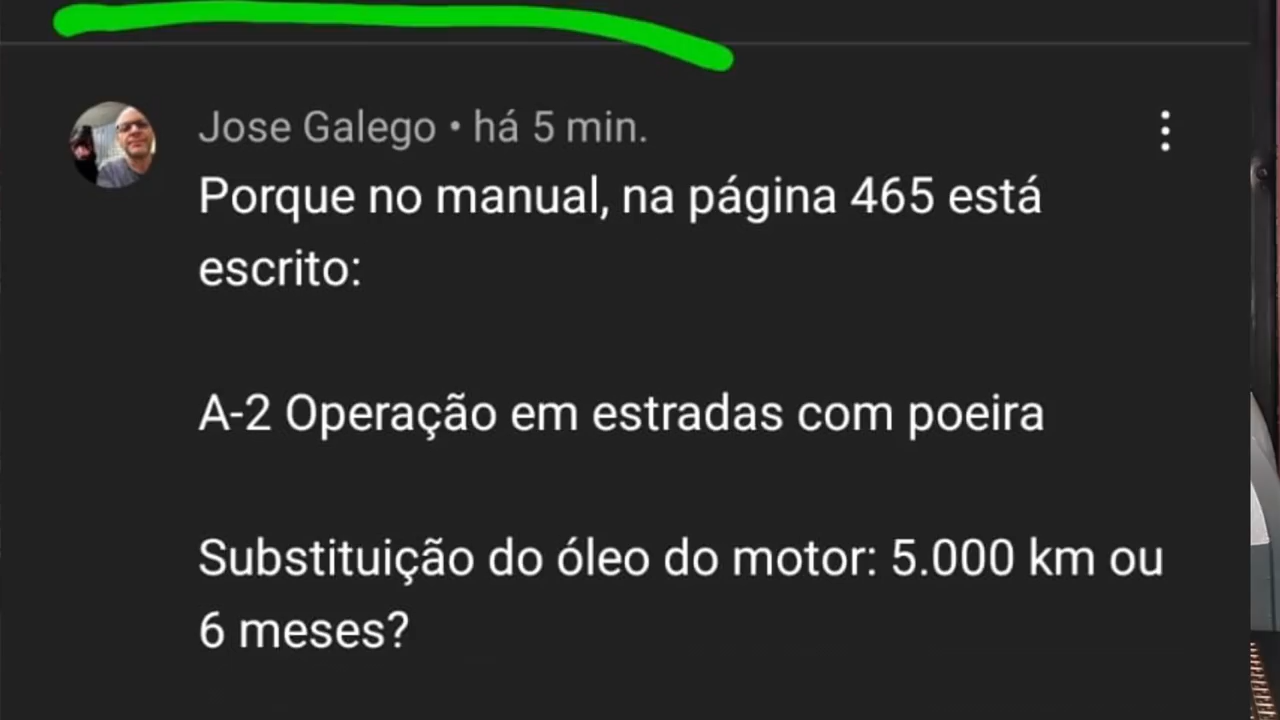 Jose Galego • há 5 min.
Porque no manual, na página 465 está
escrito:
A-2 Operação em estradas com poeira
Substituição do óleo do motor: 5.000 km ou
6 meses?